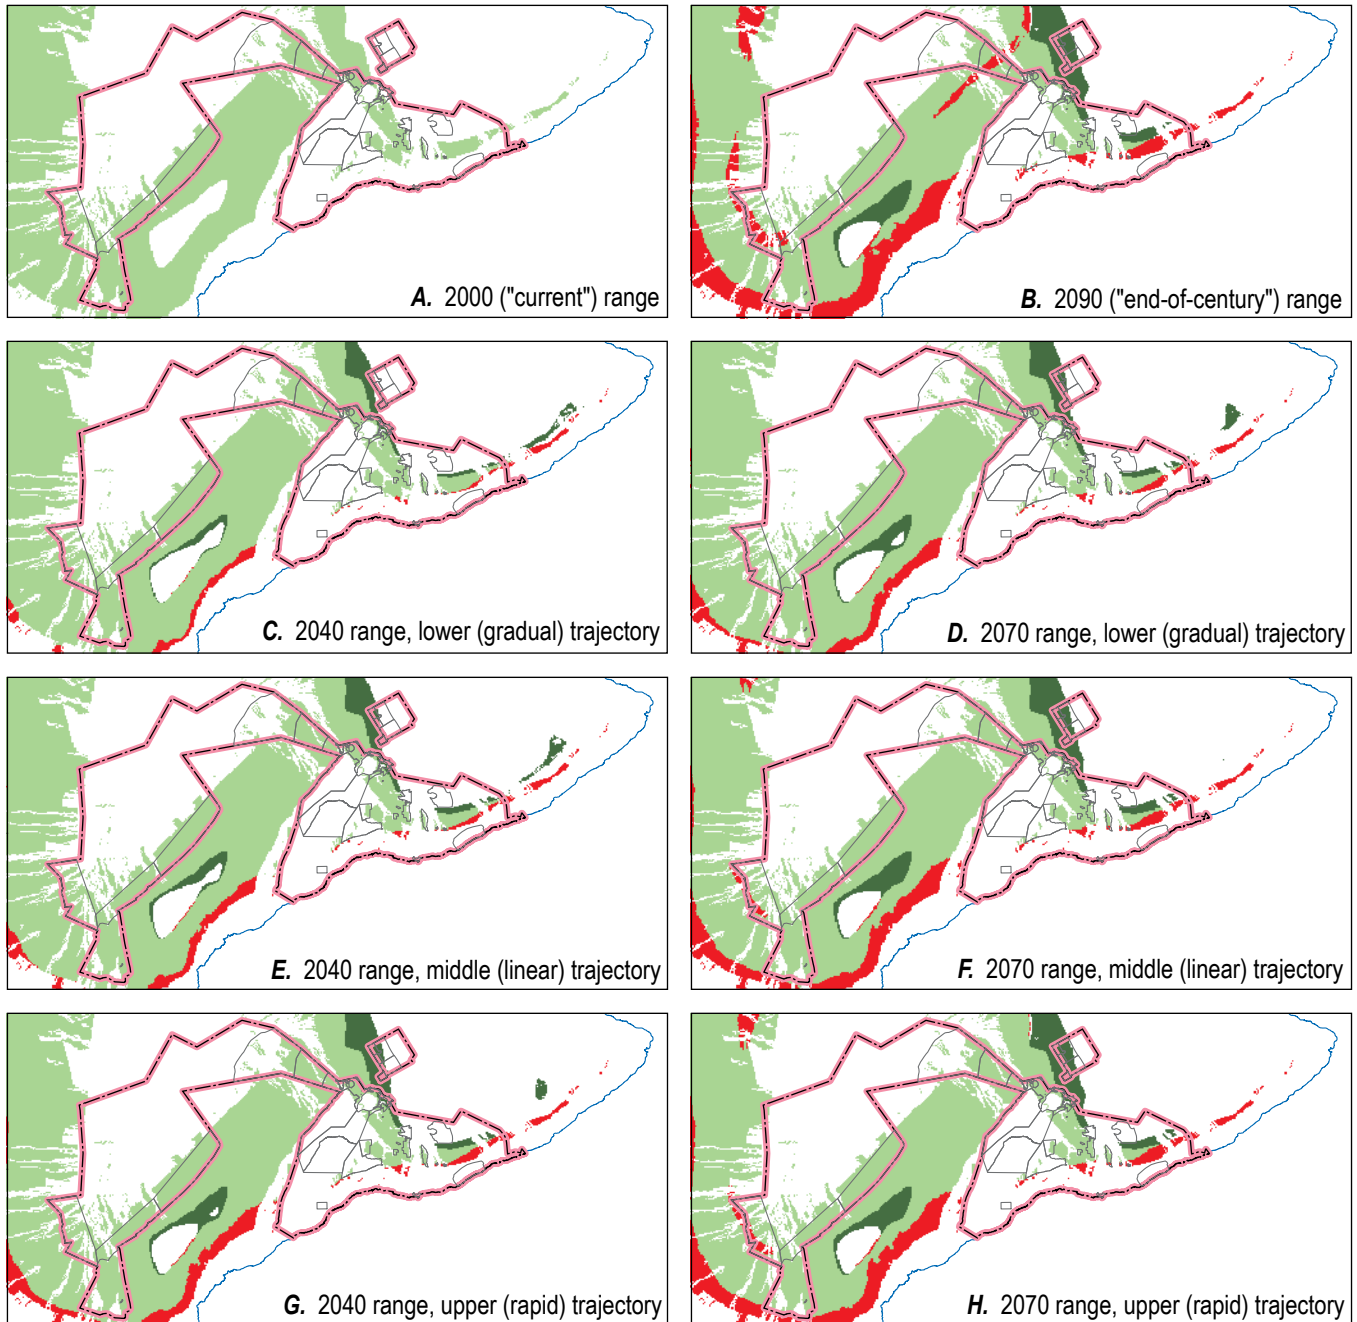 A. 2000 ("current") range
B. 2090 ("end-of-century") range
C. 2040 range, lower (gradual) trajectory
D. 2070 range, lower (gradual) trajectory
E. 2040 range, middle (linear) trajectory
F. 2070 range, middle (linear) trajectory
G. 2040 range, upper (rapid) trajectory
H. 2070 range, upper (rapid) trajectory